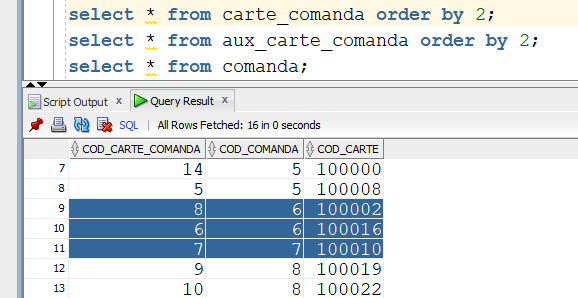 select * from carte_comanda order by 2;
select * from aux_carte_comanda order by 2;
select * from comanda;
Script Output x Query Result x
SQL | All Rows Fetched: 16 in 0 seconds
COD_CARTE_COMANDA COD_COMANDA COD_CARTE
7 14 5 100000
8 5 5 100008
9 8 6 100002
10 6 6 100016
11 7 7 100010
12 9 8 100019
13 10 8 100022